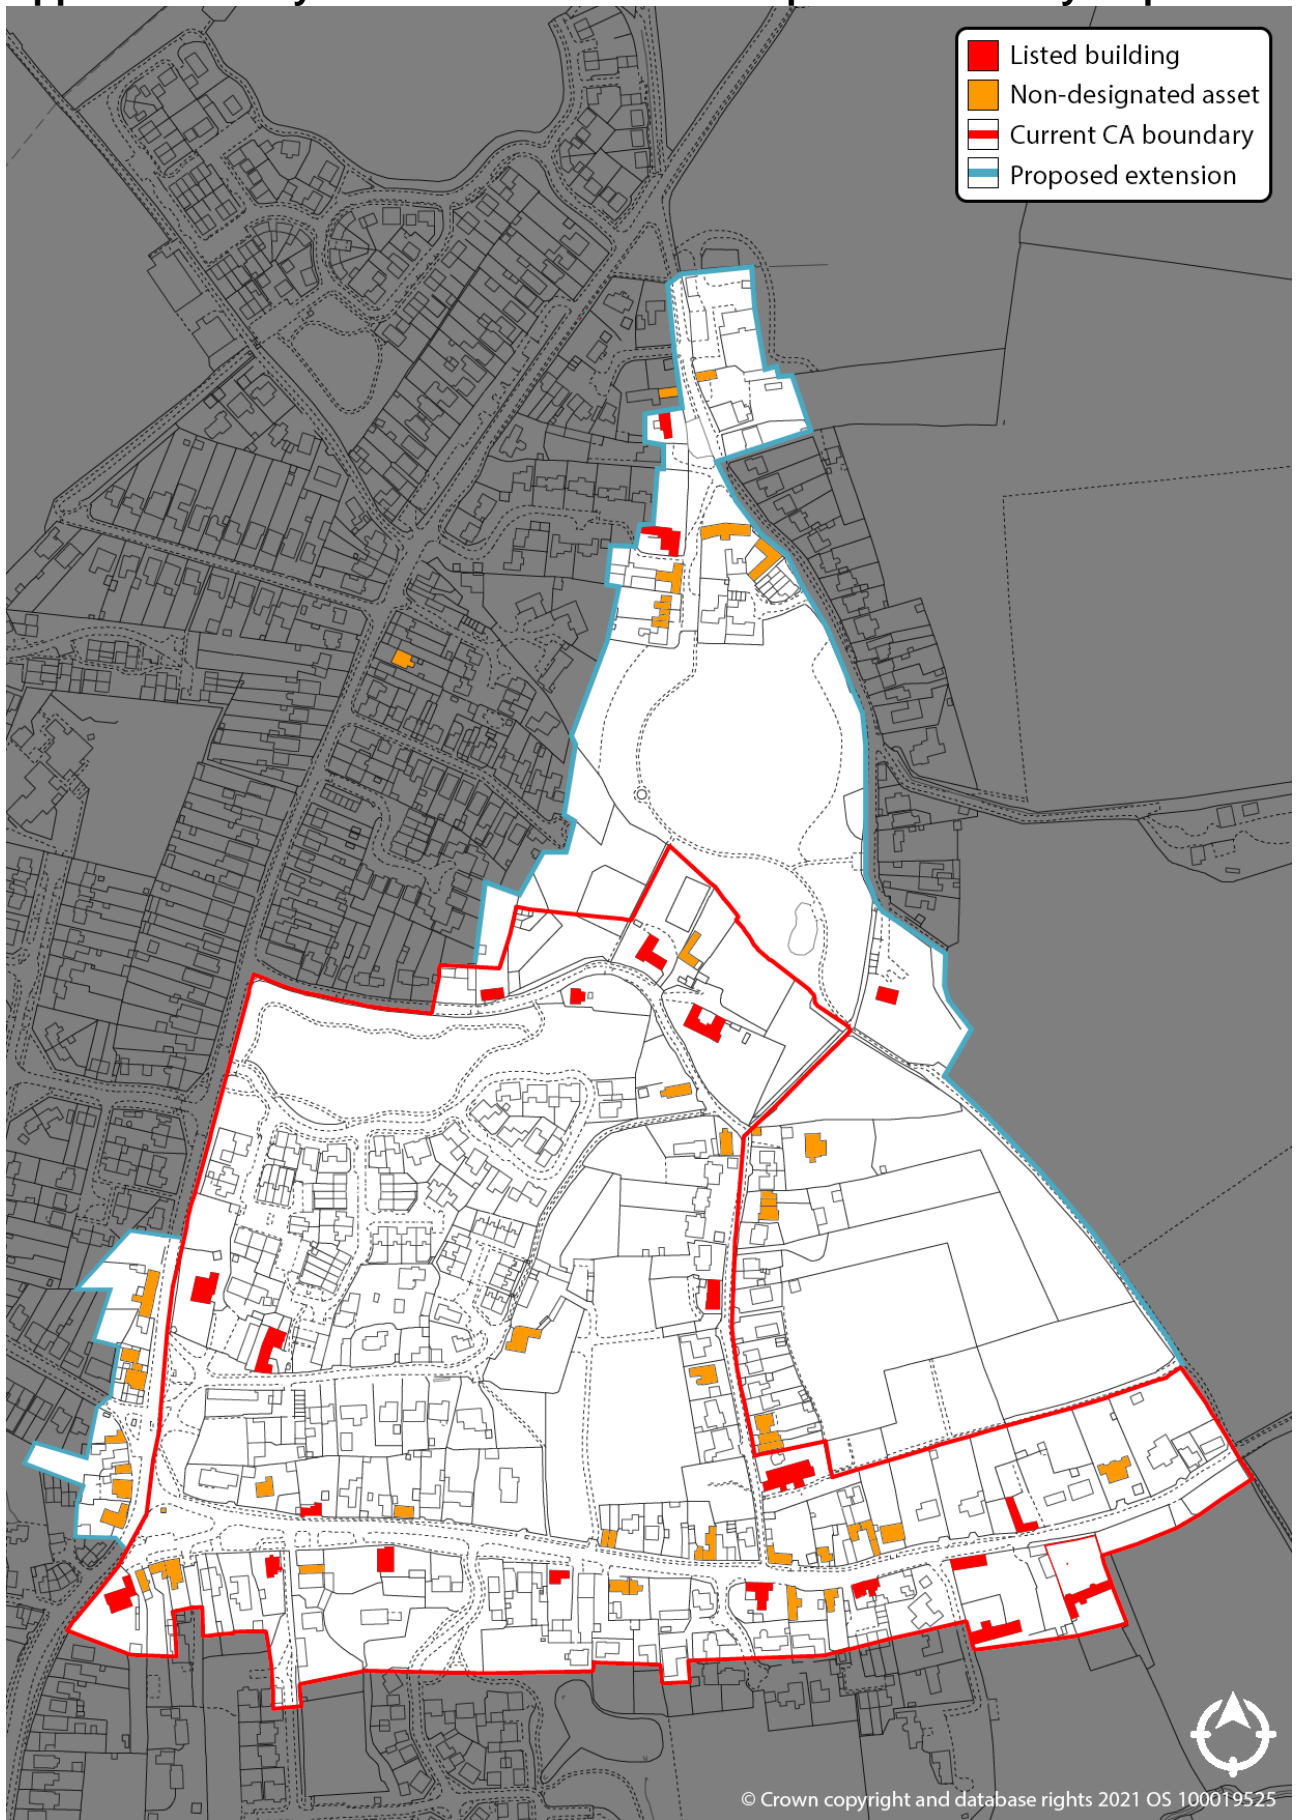 Listed building
Non-designated asset
Current CA boundary
Proposed extension
© Crown copyright and database rights 2021 OS 100019525